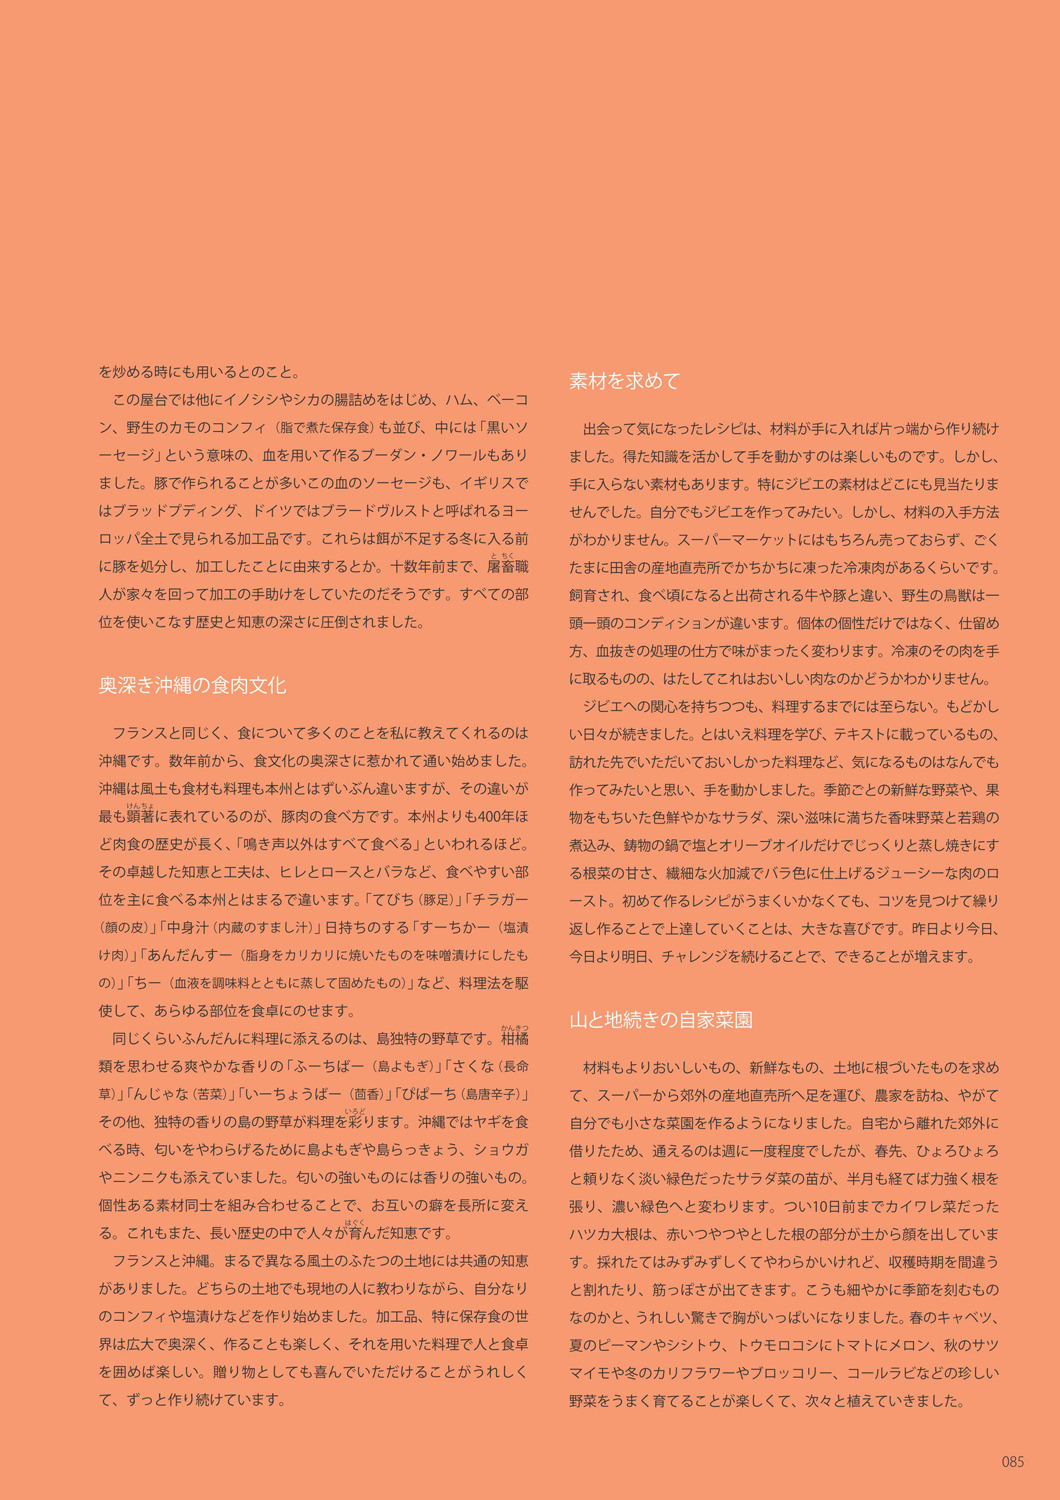 を炒める時にも用いるとのこと。
　この屋台では他にイノシシやシカの腸詰めをはじめ、ハム、ベーコ
ン、野生のカモのコンフィ（脂で煮た保存食）も並び、中には「黒いソ
ーセージ」という意味の、血を用いて作るブーダン・ノワールもあり
ました。豚で作られることが多いこの血のソーセージも、イギリスで
はブラッドプディング、ドイツではブラードヴルストと呼ばれるヨー
ロッパ全土で見られる加工品です。これらは餌が不足する冬に入る前
に豚を処分し、加工したことに由来するとか。十数年前まで、屠畜職
人が家々を回って加工の手助けをしていたのだそうです。すべての部
位を使いこなす歴史と知恵の深さに圧倒されました。
奥深き沖縄の食肉文化
　フランスと同じく、食について多くのことを私に教えてくれるのは
沖縄です。数年前から、食文化の奥深さに惹かれて通い始めました。
沖縄は風土も食材も料理も本州とはずいぶん違いますが、その違いが
最も顕著に表れているのが、豚肉の食べ方です。本州よりも400年ほ
ど肉食の歴史が長く、「鳴き声以外はすべて食べる」といわれるほど。
その卓越した知恵と工夫は、ヒレとロースとバラなど、食べやすい部
位を主に食べる本州とはまるで違います。「てびち（豚足）」「チラガー
（顔の皮）」「中身汁（内蔵のすまし汁）」日持ちのする「すーちかー（塩漬
け肉）」「あんだんすー（脂身をカリカリに焼いたものを味噌漬けにしたも
の）」「ちー（血液を調味料とともに蒸して固めたもの）」など、料理法を駆
使して、あらゆる部位を食卓にのせます。
　同じくらいふんだんに料理に添えるのは、島独特の野草です。柑橘
類を思わせる爽やかな香りの「ふーちばー（島よもぎ）」「さくな（長命
草）」「んじゃな（苦菜）」「いーちょうばー（茴香）」「ぴぱーち（島唐辛子）」
その他、独特の香りの島の野草が料理を彩ります。沖縄ではヤギを食
べる時、匂いをやわらげるために島よもぎや島らっきょう、ショウガ
やニンニクも添えていました。匂いの強いものには香りの強いもの。
個性ある素材同士を組み合わせることで、お互いの癖を長所に変え
る。これもまた、長い歴史の中で人々が育んだ知恵です。
　フランスと沖縄。まるで異なる風土のふたつの土地には共通の知恵
がありました。どちらの土地でも現地の人に教わりながら、自分なり
のコンフィや塩漬けなどを作り始めました。加工品、特に保存食の世
界は広大で奥深く、作ることも楽しく、それを用いた料理で人と食卓
を囲めば楽しい。贈り物としても喜んでいただけることがうれしく
て、ずっと作り続けています。
素材を求めて
　出会って気になったレシピは、材料が手に入れば片っ端から作り続け
ました。得た知識を活かして手を動かすのは楽しいものです。しかし、
手に入らない素材もあります。特にジビエの素材はどこにも見当たりま
せんでした。自分でもジビエを作ってみたい。しかし、材料の入手方法
がわかりません。スーパーマーケットにはもちろん売っておらず、ごく
たまに田舎の産地直売所でかちかちに凍った冷凍肉があるくらいです。
飼育され、食べ頃になると出荷される牛や豚と違い、野生の鳥獣は一
頭一頭のコンディションが違います。個体の個性だけではなく、仕留め
方、血抜きの処理の仕方で味がまったく変わります。冷凍のその肉を手
に取るものの、はたしてこれはおいしい肉なのかどうかわかりません。
　ジビエへの関心を持ちつつも、料理するまでには至らない。もどかし
い日々が続きました。とはいえ料理を学び、テキストに載っているもの、
訪れた先でいただいておいしかった料理など、気になるものはなんでも
作ってみたいと思い、手を動かしました。季節ごとの新鮮な野菜や、果
物をもちいた色鮮やかなサラダ、深い滋味に満ちた香味野菜と若鶏の
煮込み、鋳物の鍋で塩とオリーブオイルだけでじっくりと蒸し焼きにす
る根菜の甘さ、繊細な火加減でバラ色に仕上げるジューシーな肉のロ
ースト。初めて作るレシピがうまくいかなくても、コツを見つけて繰り
返し作ることで上達していくことは、大きな喜びです。昨日より今日、
今日より明日、チャレンジを続けることで、できることが増えます。
山と地続きの自家菜園
　材料もよりおいしいもの、新鮮なもの、土地に根づいたものを求め
て、スーパーから郊外の産地直売所へ足を運び、農家を訪ね、やがて
自分でも小さな菜園を作るようになりました。自宅から離れた郊外に
借りたため、通えるのは週に一度程度でしたが、春先、ひょろひょろ
と頼りなく淡い緑色だったサラダ菜の苗が、半月も経てば力強く根を
張り、濃い緑色へと変わります。つい10日前までカイワレ菜だった
ハツカ大根は、赤いつやつやとした根の部分が土から顔を出していま
す。採れたてはみずみずしくてやわらかいけれど、収穫時期を間違う
と割れたり、筋っぽさが出てきます。こうも細やかに季節を刻むもの
なのかと、うれしい驚きで胸がいっぱいになりました。春のキャベツ、
夏のピーマンやシシトウ、トウモロコシにトマトにメロン、秋のサツ
マイモや冬のカリフラワーやブロッコリー、コールラビなどの珍しい
野菜をうまく育てることが楽しくて、次々と植えていきました。
085